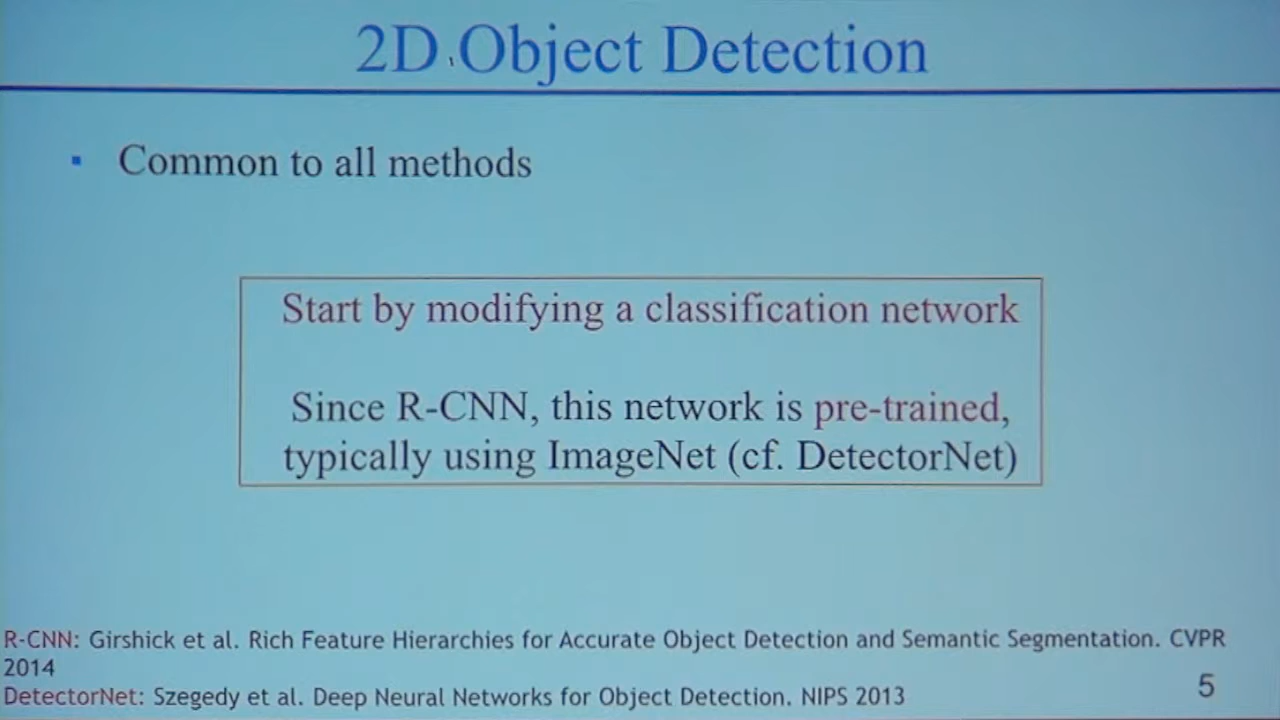 2D Object Detection
▪ Common to all methods
Start by modifying a classification network
Since R-CNN, this network is pre-trained,
typically using ImageNet (cf. DetectorNet)
R-CNN: Girshick et al. Rich Feature Hierarchies for Accurate Object Detection and Semantic Segmentation. CVPR
2014
DetectorNet: Szegedy et al. Deep Neural Networks for Object Detection. NIPS 2013
5